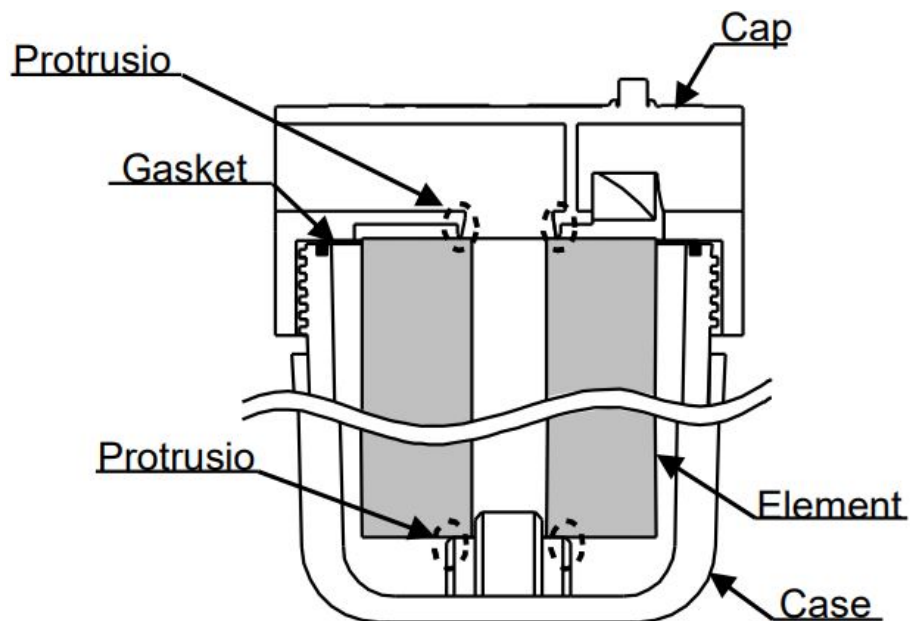 Cap
Protrusio
Gasket
Protrusio
Element
Case